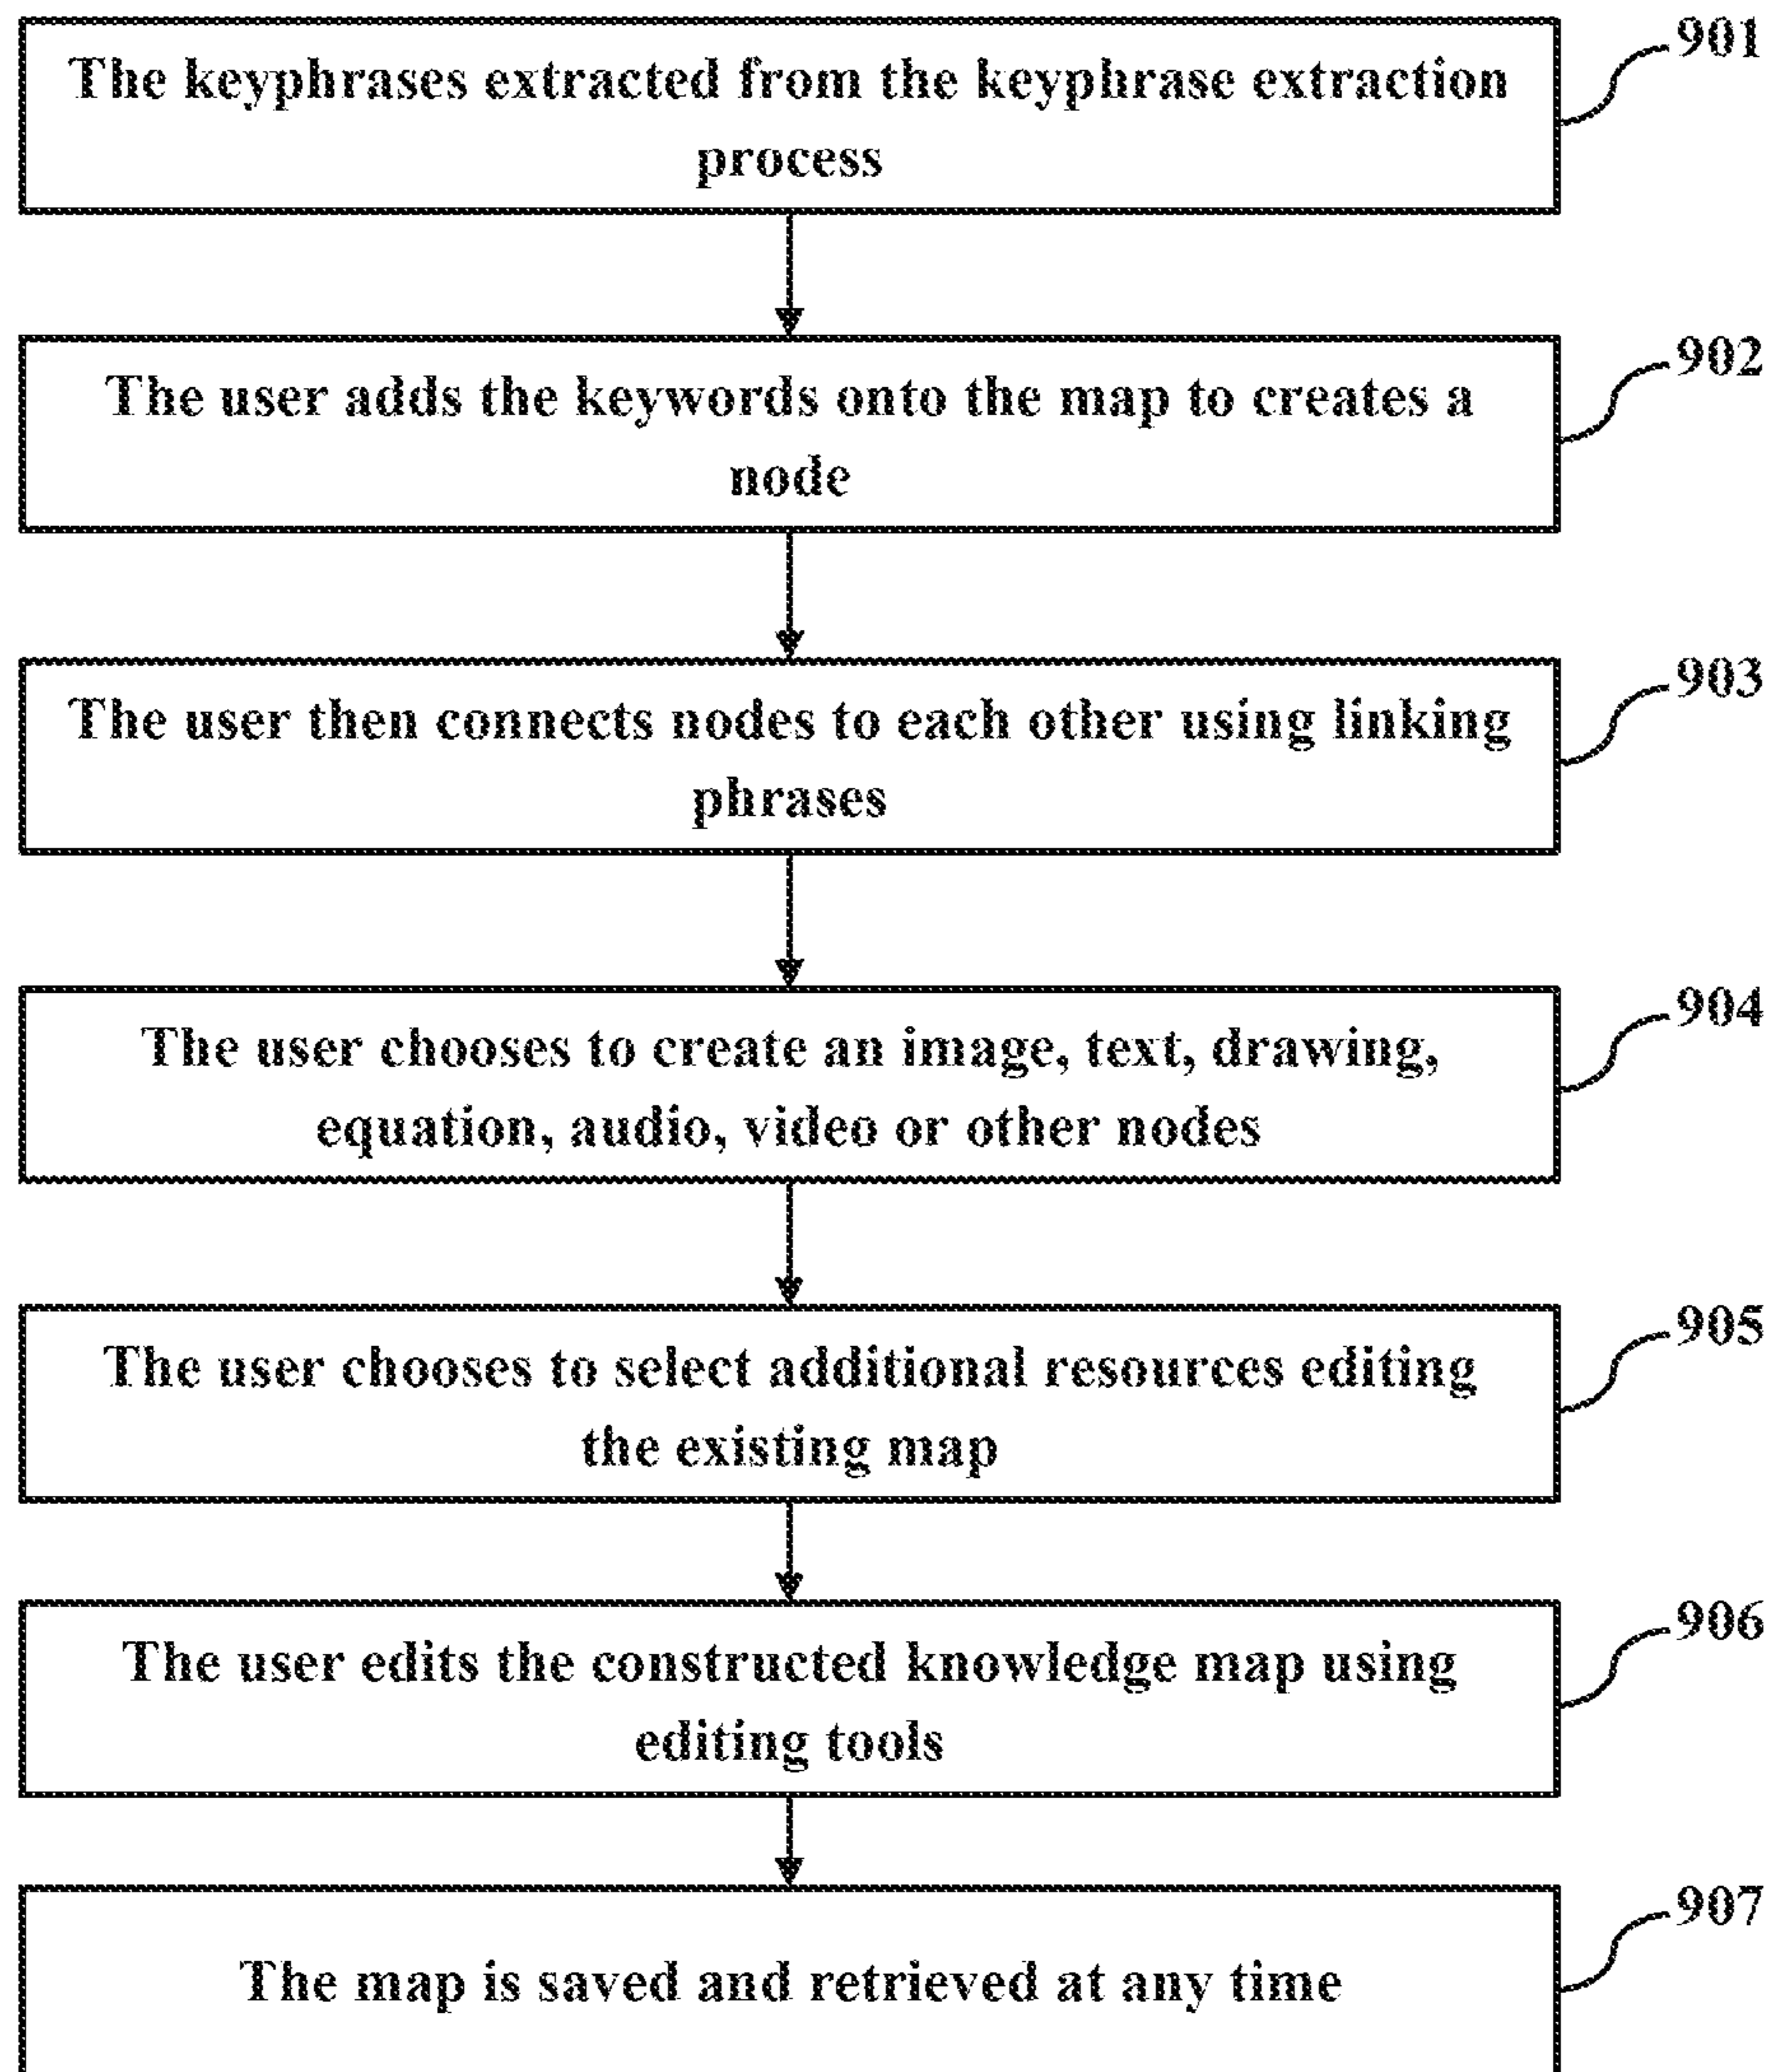 901
The keyphrases extracted from the keyphrase extraction
process
902
The user adds the keywords onto the map to creates a
node
903
The user then connects nodes to each other using linking
phrases
904
The user chooses to create an image, text, drawing,
equation, audio, video or other nodes
905
The user chooses to select additional resources editing
the existing map
906
The user edits the constructed knowledge map using
editing tools
907
The map is saved and retrieved at any time